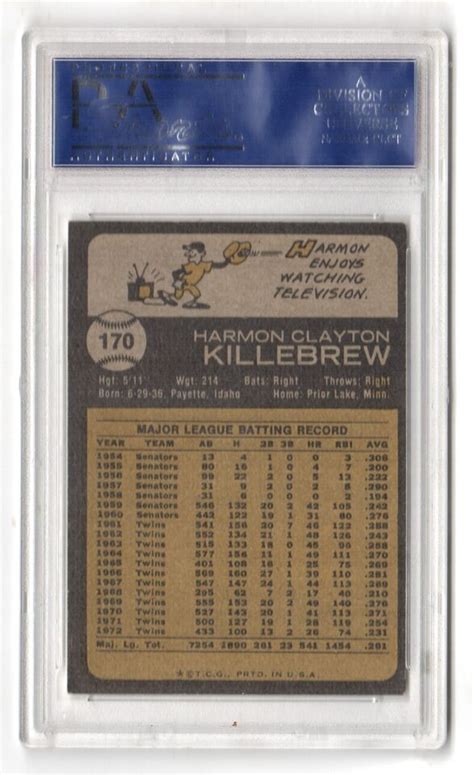 PSA
A
DIVISION OF
COLLECTORS
UNIVERSE
NASDAQ: CLCT
HARMON
ENJOYS
WATCHING
TELEVISION.
170
HARMON CLAYTON
KILLEBREW
Hgt: 5'11 Wgt: 214 Bats: Right Throws: Right
Born: 6-29-36, Payette, Idaho Home: Prior Lake, Minn.
MAJOR LEAGUE BATTING RECORD
YEAR TEAM AB H 2B 3B HR RBI AVG
1954 Senators 13 4 1 0 0 3 .308
1955 Senators 80 16 1 0 4 7 .200
1956 Senators 99 22 2 0 5 13 .222
1957 Senators 31 9 2 0 2 5 .290
1958 Senators 31 6 0 0 0 2 .194
1959 Senators 546 132 20 2 42 105 .242
1960 Senators 442 122 19 1 31 80 .276
1961 Twins 541 156 20 7 46 122 .288
1962 Twins 552 134 21 1 48 126 .243
1963 Twins 515 133 18 0 45 96 .258
1964 Twins 577 156 11 1 49 111 .270
1965 Twins 401 108 16 1 25 75 .269
1966 Twins 569 160 27 1 39 110 .281
1967 Twins 547 147 24 1 44 113 .269
1968 Twins 295 62 7 2 17 40 .210
1969 Twins 555 153 20 2 49 140 .276
1970 Twins 527 143 20 1 41 113 .271
1971 Twins 500 127 19 1 28 119 .254
1972 Twins 433 100 13 2 26 74 .231
Maj. Lg. Tot. 7254 1890 261 23 541 1454 .261
★©T.C.G., PRTD. IN U.S.A.